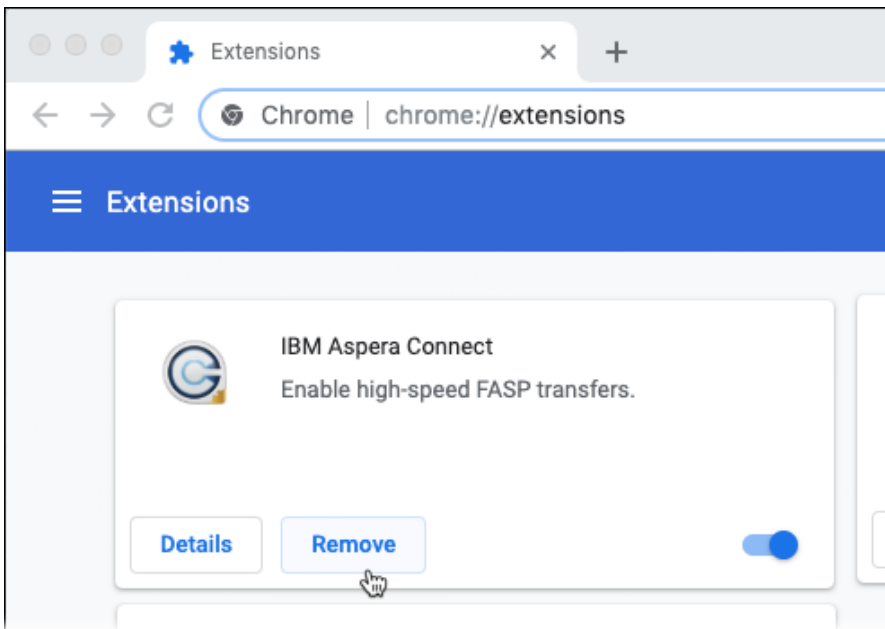 Extensions
Chrome | chrome://extensions
Extensions
IBM Aspera Connect
Enable high-speed FASP transfers.
Details
Remove